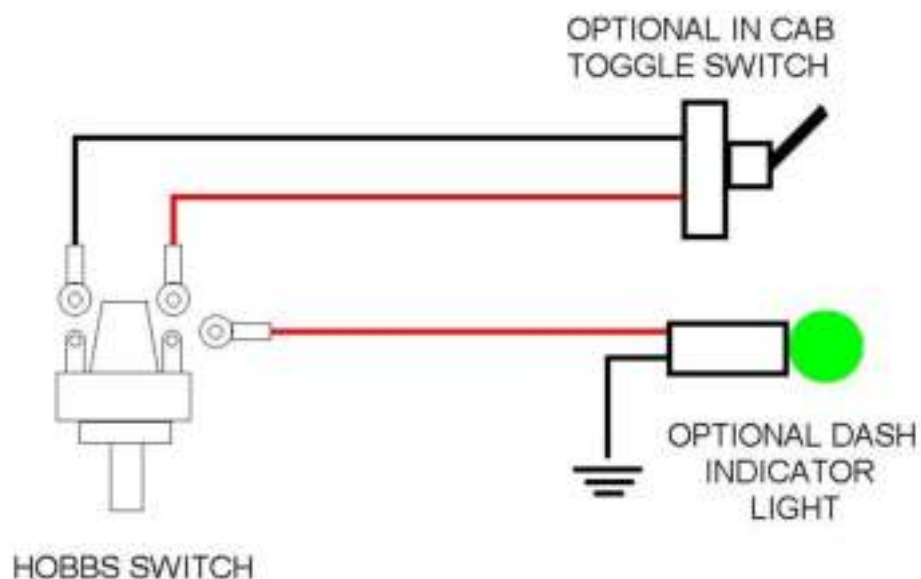 OPTIONAL IN CAB
TOGGLE SWITCH
OPTIONAL DASH
INDICATOR
LIGHT
HOBBS SWITCH